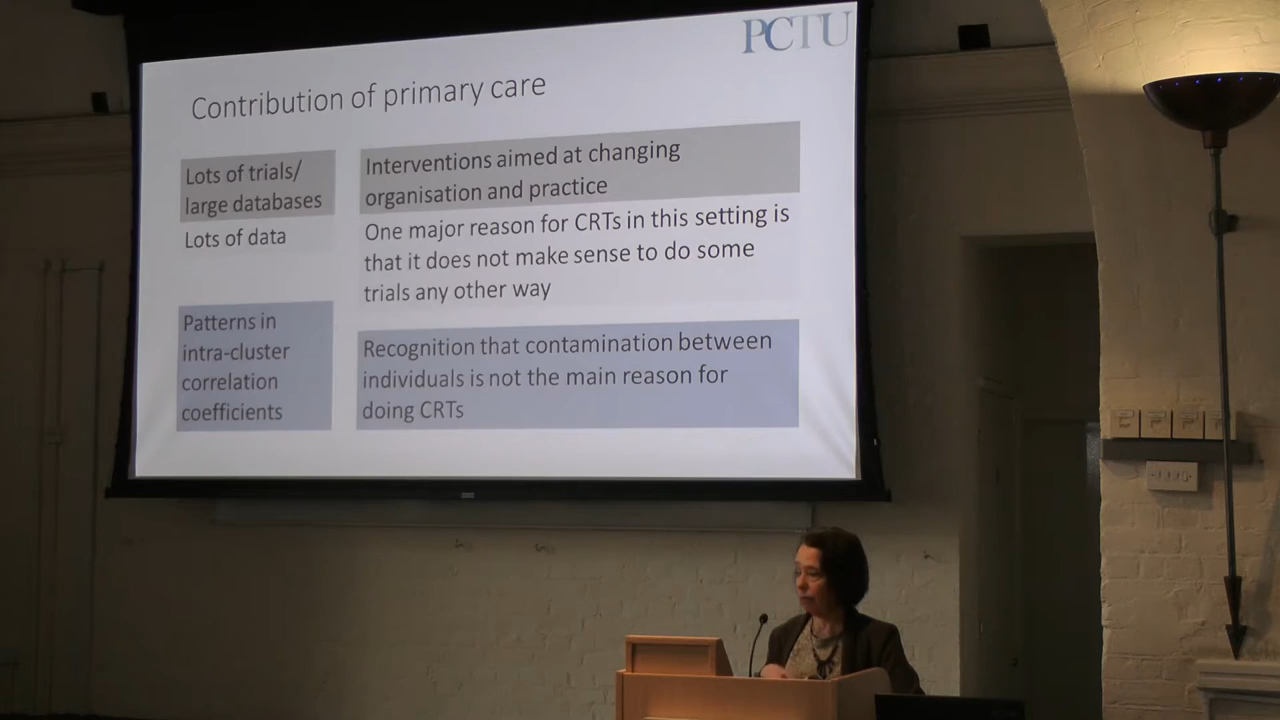 PCTU
Contribution of primary care
Lots of trials/
large databases
Interventions aimed at changing
organisation and practice
Lots of data
One major reason for CRTs in this setting is
that it does not make sense to do some
trials any other way
Patterns in
intra-cluster
correlation
coefficients
Recognition that contamination between
individuals is not the main reason for
doing CRTs